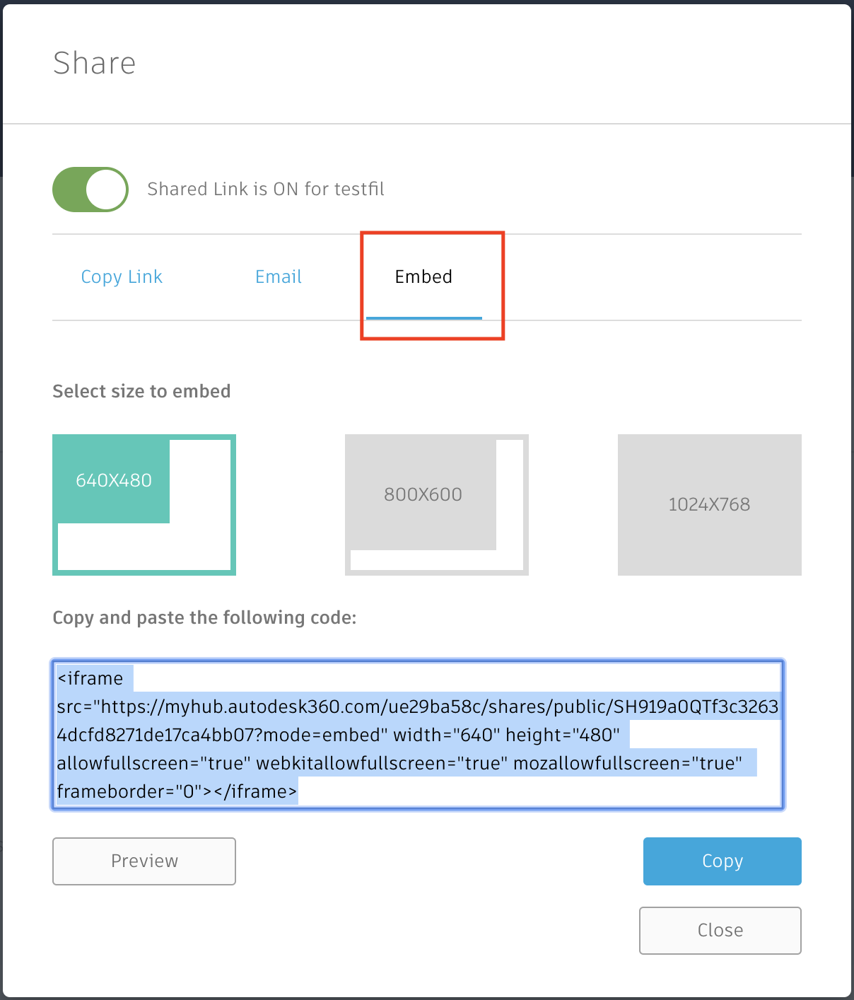 Share
Shared Link is ON for testfil
Copy Link
Email
Embed
Select size to embed
640X480
800X600
1024X768
Copy and paste the following code:
<iframe
src="https://myhub.autodesk360.com/ue29ba58c/shares/public/SH919a0QTf3c3263
4dcfd8271de17ca4bb07?mode=embed" width="640" height="480"
allowfullscreen="true" webkitallowfullscreen="true" mozallowfullscreen="true"
frameborder="0"></iframe>
Preview
Copy
Close